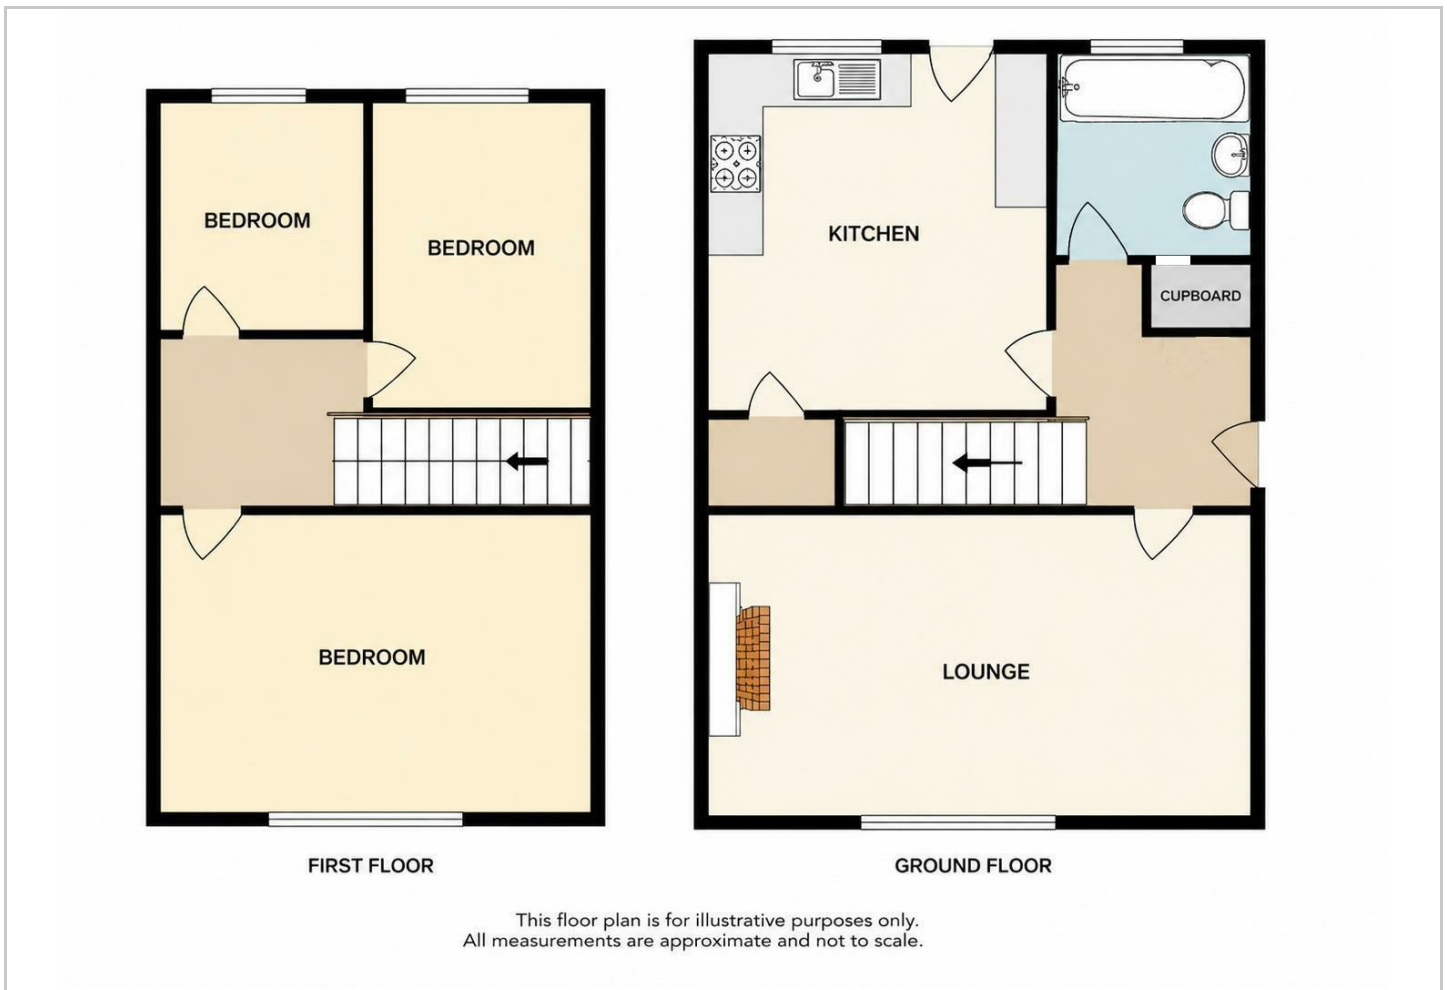 BEDROOM
BEDROOM
BEDROOM
FIRST FLOOR
KITCHEN
CUPBOARD
LOUNGE
GROUND FLOOR
This floor plan is for illustrative purposes only.
All measurements are approximate and not to scale.